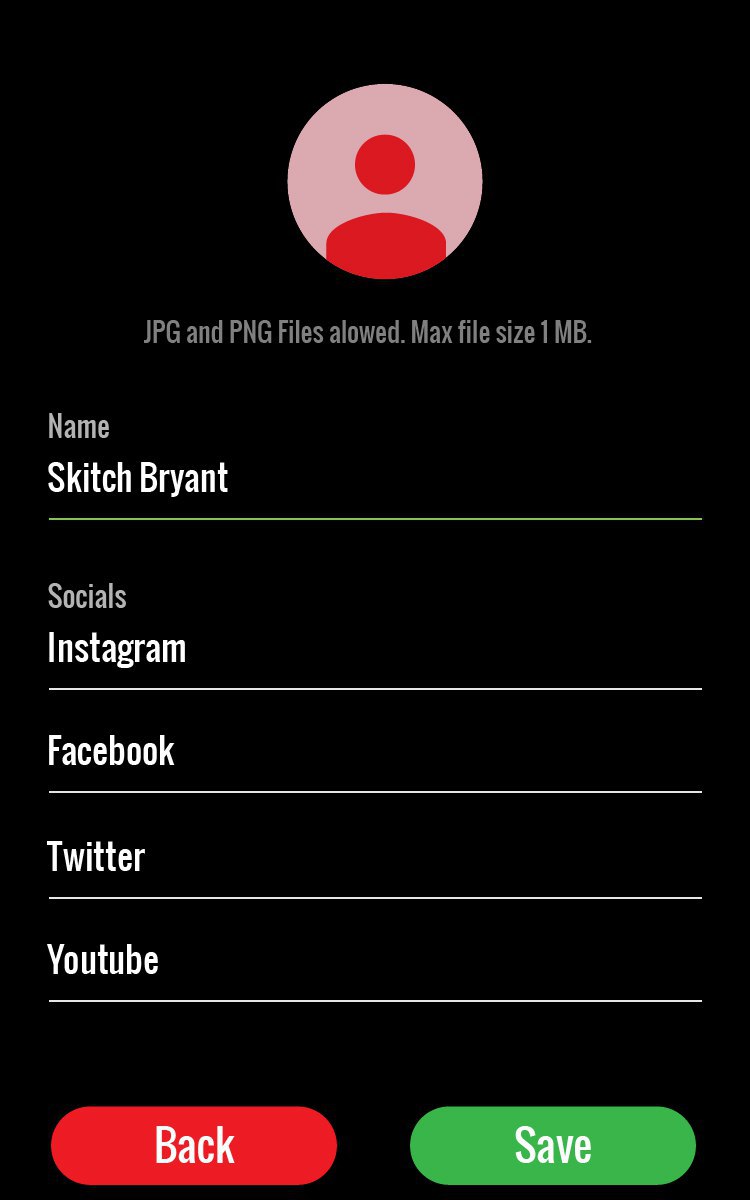 JPG and PNG Files alowed. Max file size 1 MB.
Name
Skitch Bryant
Socials
Instagram
Facebook
Twitter
Youtube
Back
Save